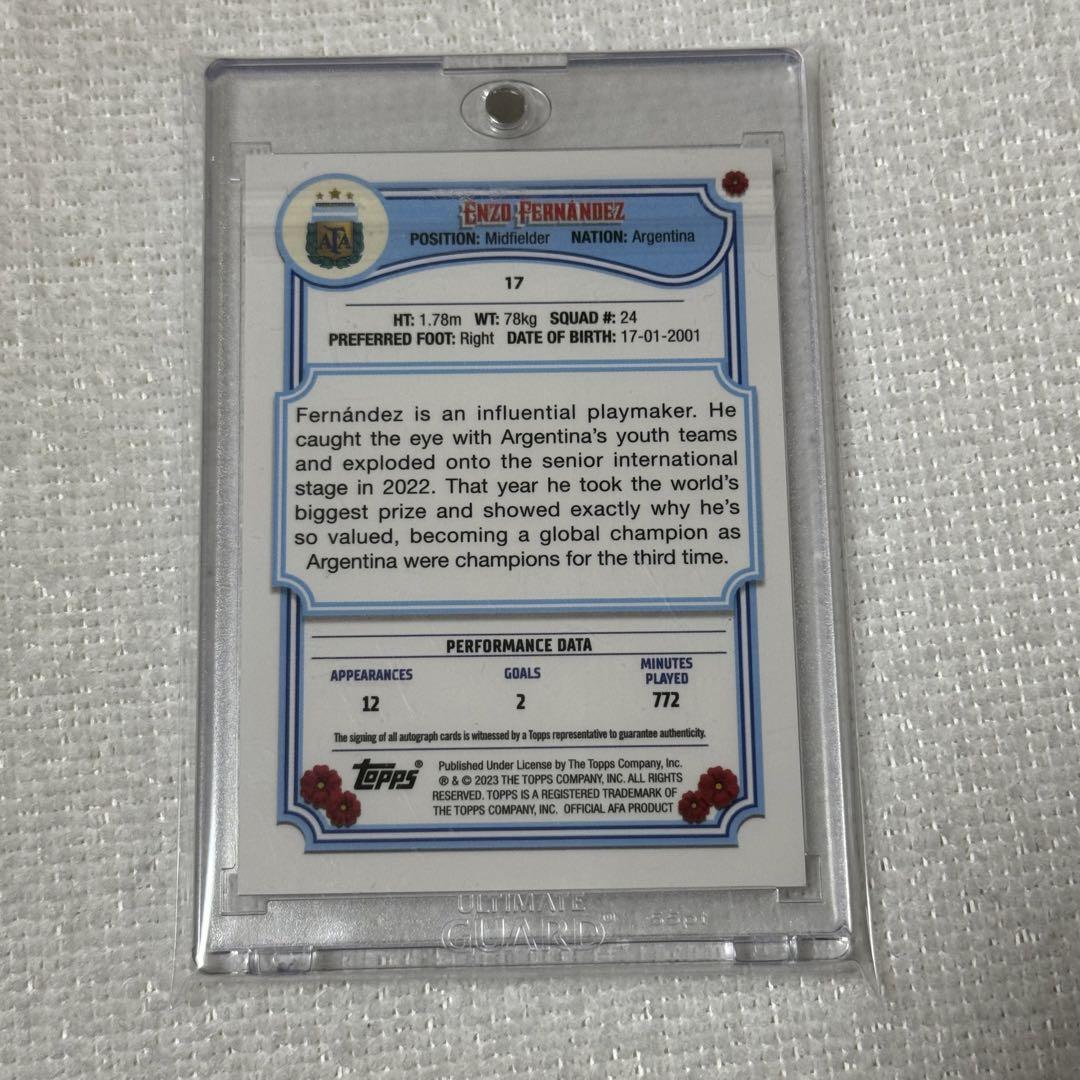 AFA
ENZO FERNÁNDEZ
POSITION: Midfielder NATION: Argentina
17
HT: 1.78m WT: 78kg SQUAD #: 24
PREFERRED FOOT: Right DATE OF BIRTH: 17-01-2001
Fernández is an influential playmaker. He
caught the eye with Argentina's youth teams
and exploded onto the senior international
stage in 2022. That year he took the world's
biggest prize and showed exactly why he's
so valued, becoming a global champion as
Argentina were champions for the third time.
PERFORMANCE DATA
APPEARANCES GOALS MINUTES PLAYED
12 2 772
The signing of all autograph cards is witnessed by a Topps representative to guarantee authenticity.
topps®
Published Under License by The Topps Company, Inc.
® & © 2023 THE TOPPS COMPANY, INC. ALL RIGHTS
RESERVED. TOPPS IS A REGISTERED TRADEMARK OF
THE TOPPS COMPANY, INC. OFFICIAL AFA PRODUCT
ULTIMATE
GUARD
55pt